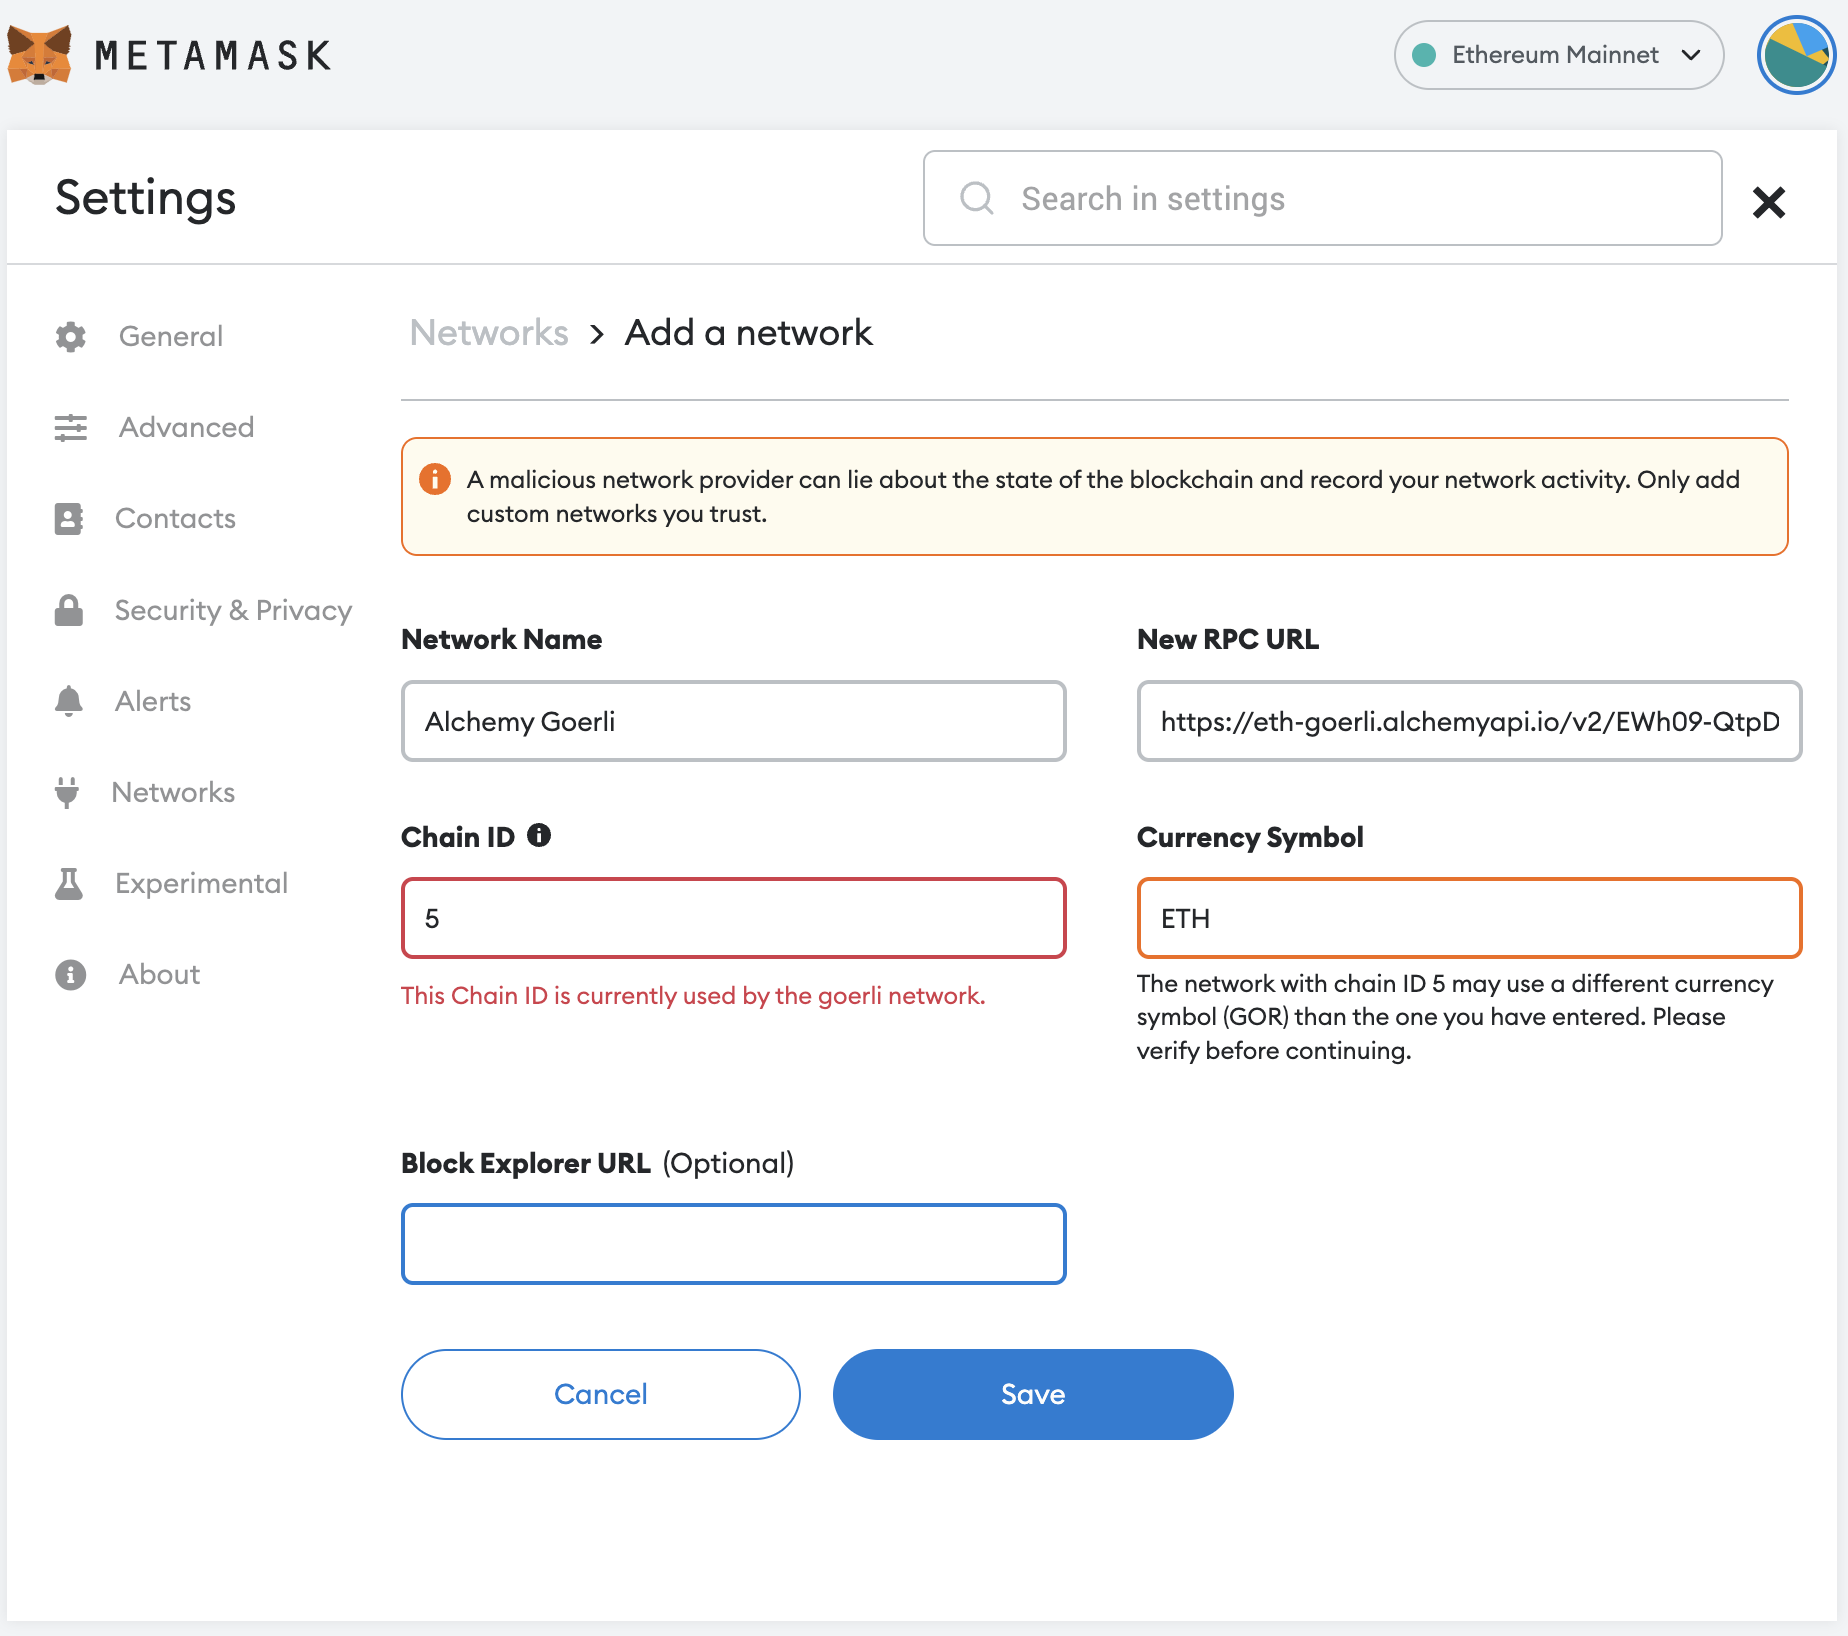 METAMASK
Ethereum Mainnet
Settings
Search in settings
General
Advanced
Contacts
Security & Privacy
Alerts
Networks
Experimental
About
Networks > Add a network
A malicious network provider can lie about the state of the blockchain and record your network activity. Only add
custom networks you trust.
Network Name
Alchemy Goerli
New RPC URL
https://eth-goerli.alchemyapi.io/v2/EWh09-QtpD
Chain ID
5
This Chain ID is currently used by the goerli network.
Currency Symbol
ETH
The network with chain ID 5 may use a different currency
symbol (GOR) than the one you have entered. Please
verify before continuing.
Block Explorer URL (Optional)
Cancel
Save